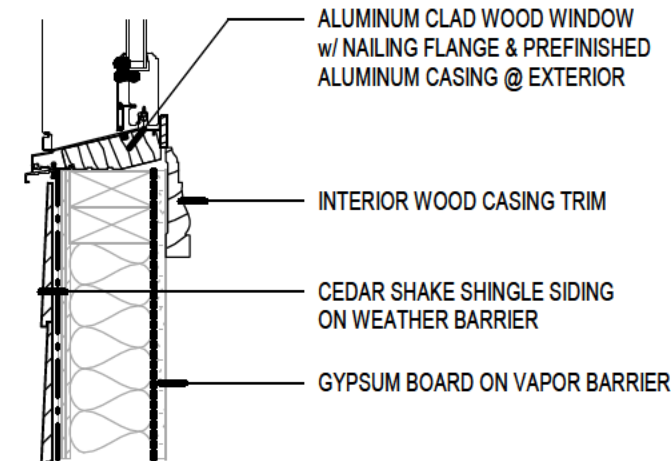 ALUMINUM CLAD WOOD WINDOW
w/ NAILING FLANGE & PREFINISHED
ALUMINUM CASING @ EXTERIOR
INTERIOR WOOD CASING TRIM
CEDAR SHAKE SHINGLE SIDING
ON WEATHER BARRIER
GYPSUM BOARD ON VAPOR BARRIER